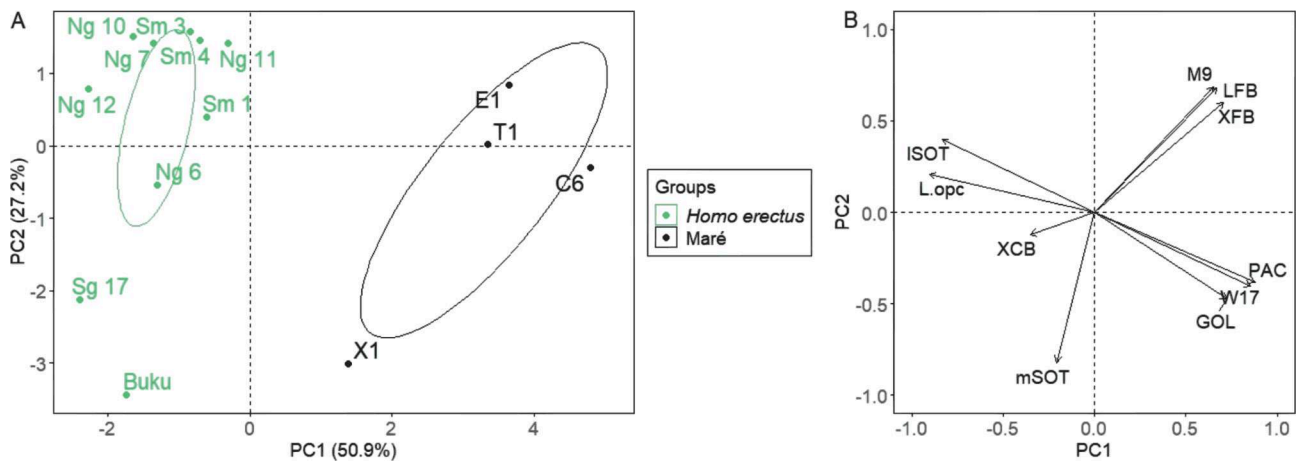 A
Ng 10
Sm 3
Ng 7
Sm 4
Ng 11
Ng 12
Sm 1
Ng 6
Sg 17
Buku
E1
T1
C6
X1
1
0
-1
-2
-3
PC2 (27.2%)
-2
0
2
4
PC1 (50.9%)
Groups
Homo erectus
Maré
B
1.0
0.5
0.0
-0.5
-1.0
PC2
M9
LFB
XFB
lSOT
L.opc
XCB
PAC
W17
GOL
mSOT
-1.0
-0.5
0.0
0.5
1.0
PC1